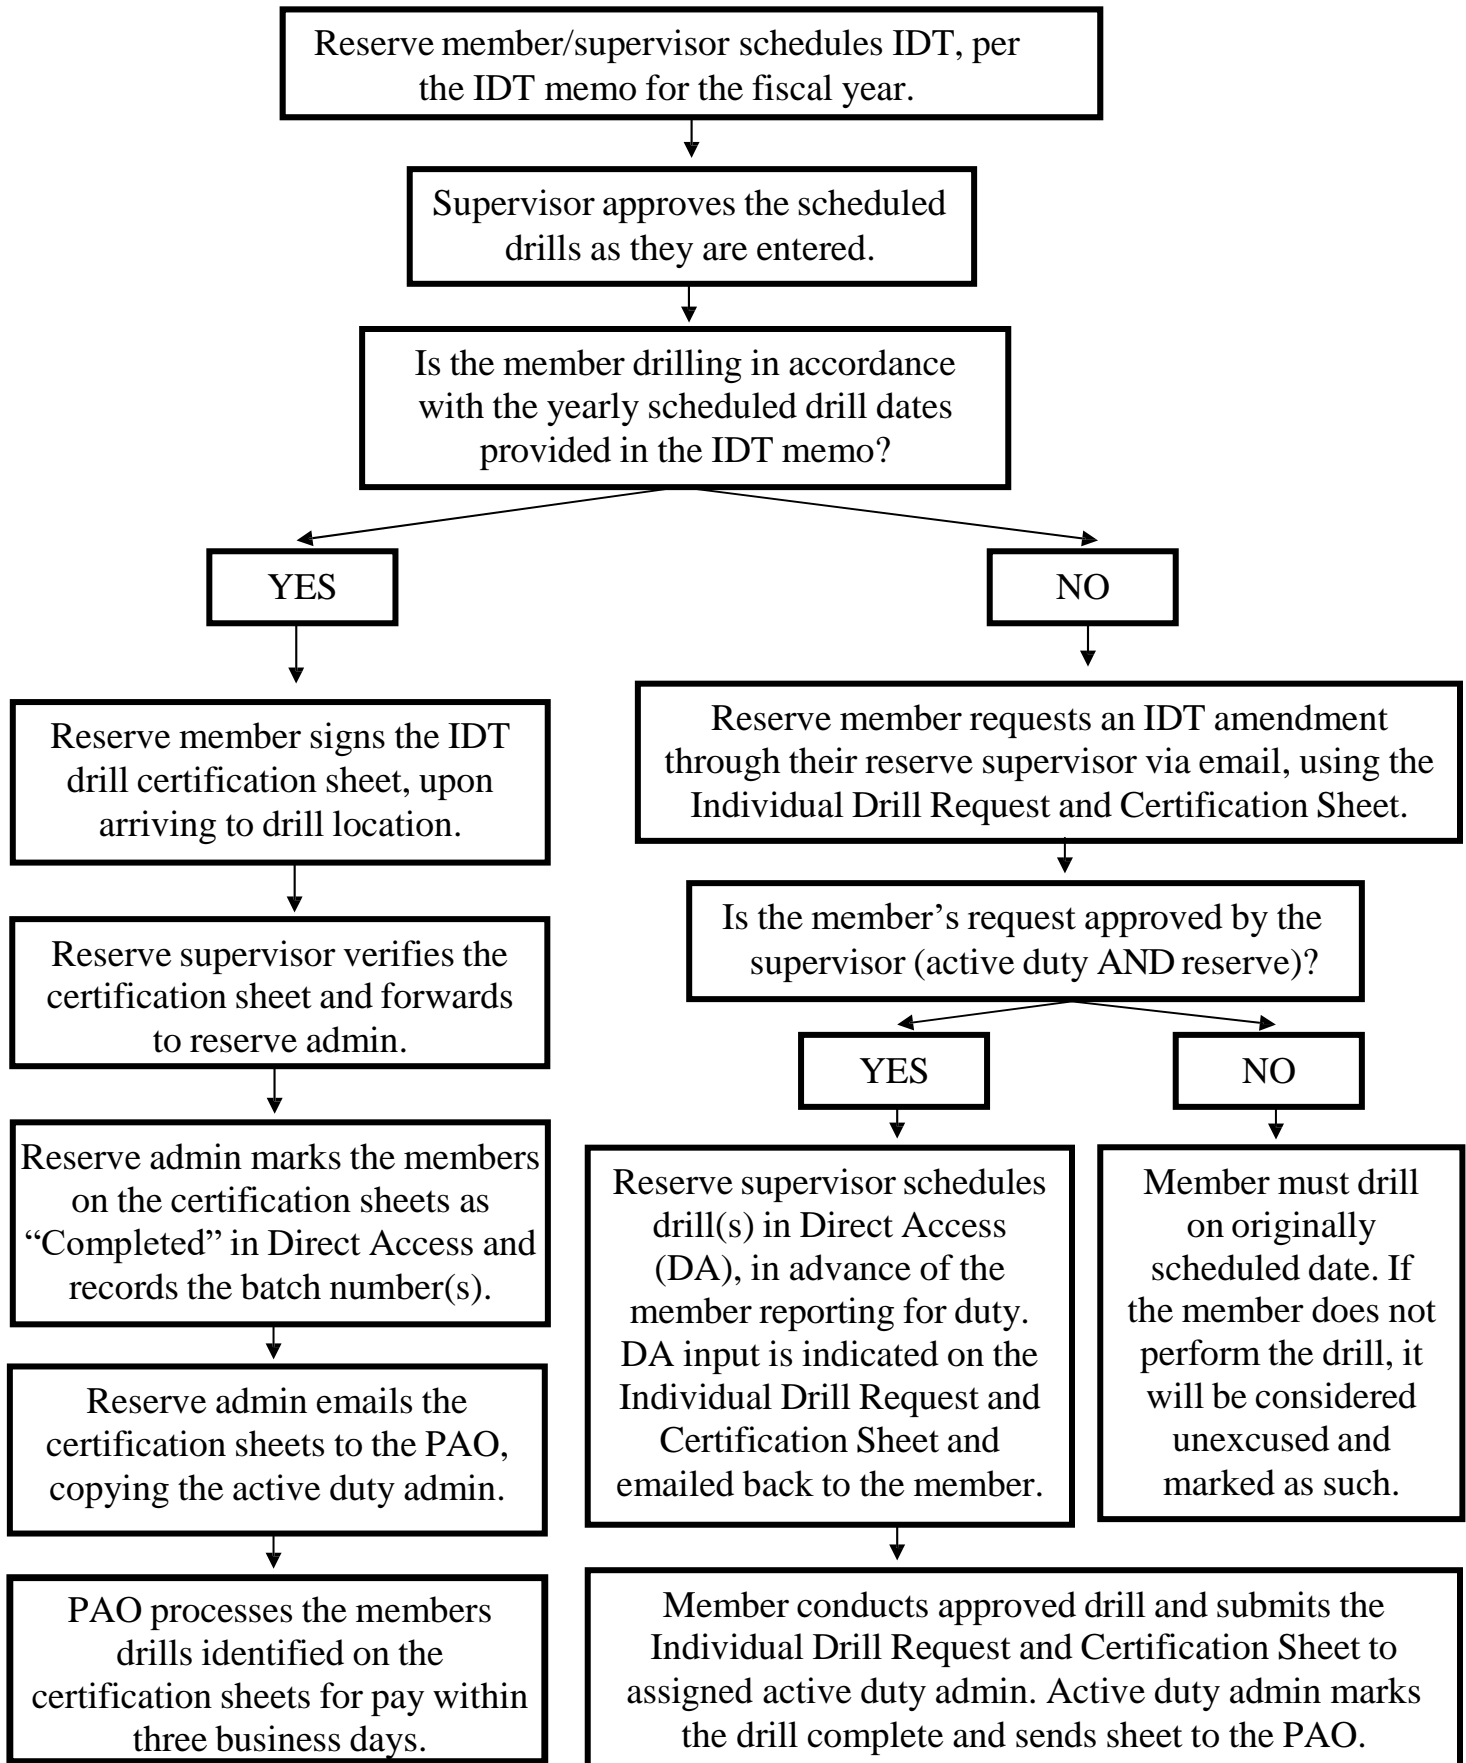 Reserve member/supervisor schedules IDT, per
the IDT memo for the fiscal year.
Supervisor approves the scheduled
drills as they are entered.
Is the member drilling in accordance
with the yearly scheduled drill dates
provided in the IDT memo?
YES
NO
Reserve member signs the IDT
drill certification sheet, upon
arriving to drill location.
Reserve supervisor verifies the
certification sheet and forwards
to reserve admin.
Reserve admin marks the members
on the certification sheets as
“Completed” in Direct Access and
records the batch number(s).
Reserve admin emails the
certification sheets to the PAO,
copying the active duty admin.
PAO processes the members
drills identified on the
certification sheets for pay within
three business days.
Reserve member requests an IDT amendment
through their reserve supervisor via email, using the
Individual Drill Request and Certification Sheet.
Is the member’s request approved by the
supervisor (active duty AND reserve)?
YES
NO
Reserve supervisor schedules
drill(s) in Direct Access
(DA), in advance of the
member reporting for duty.
DA input is indicated on the
Individual Drill Request and
Certification Sheet and
emailed back to the member.
Member must drill
on originally
scheduled date. If
the member does not
perform the drill, it
will be considered
unexcused and
marked as such.
Member conducts approved drill and submits the
Individual Drill Request and Certification Sheet to
assigned active duty admin. Active duty admin marks
the drill complete and sends sheet to the PAO.